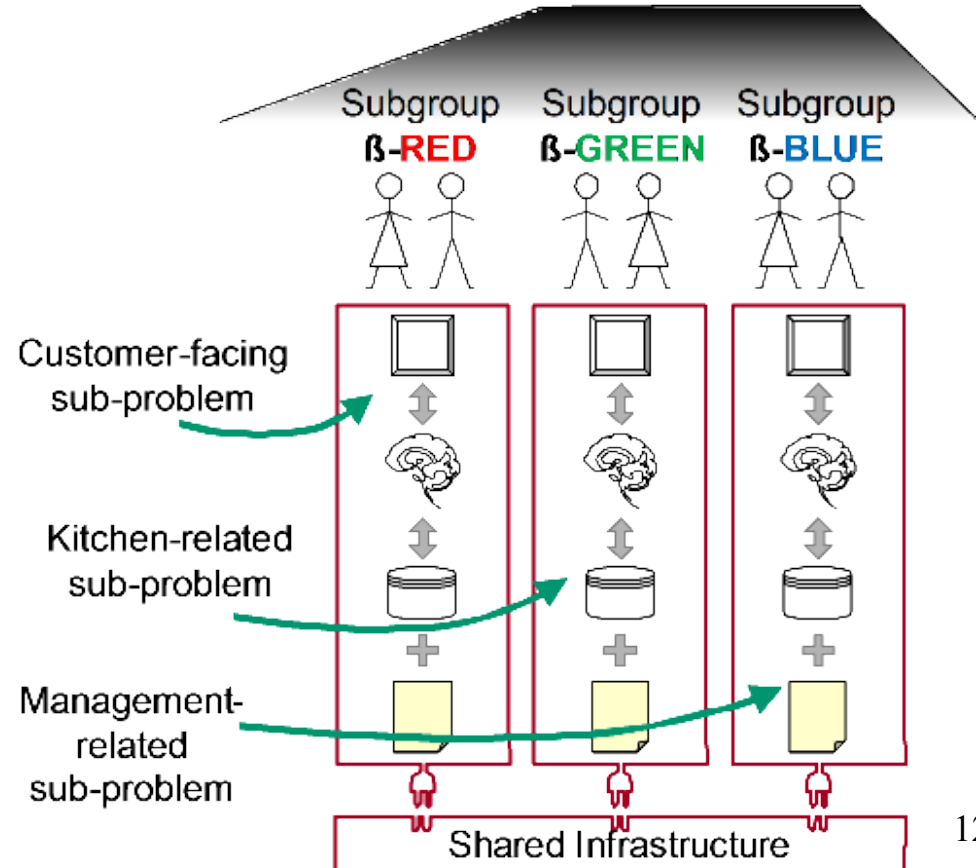 Subgroup
ß-RED
Subgroup
ß-GREEN
Subgroup
ß-BLUE
Customer-facing
sub-problem
Kitchen-related
sub-problem
Management-
related
sub-problem
Shared Infrastructure
12